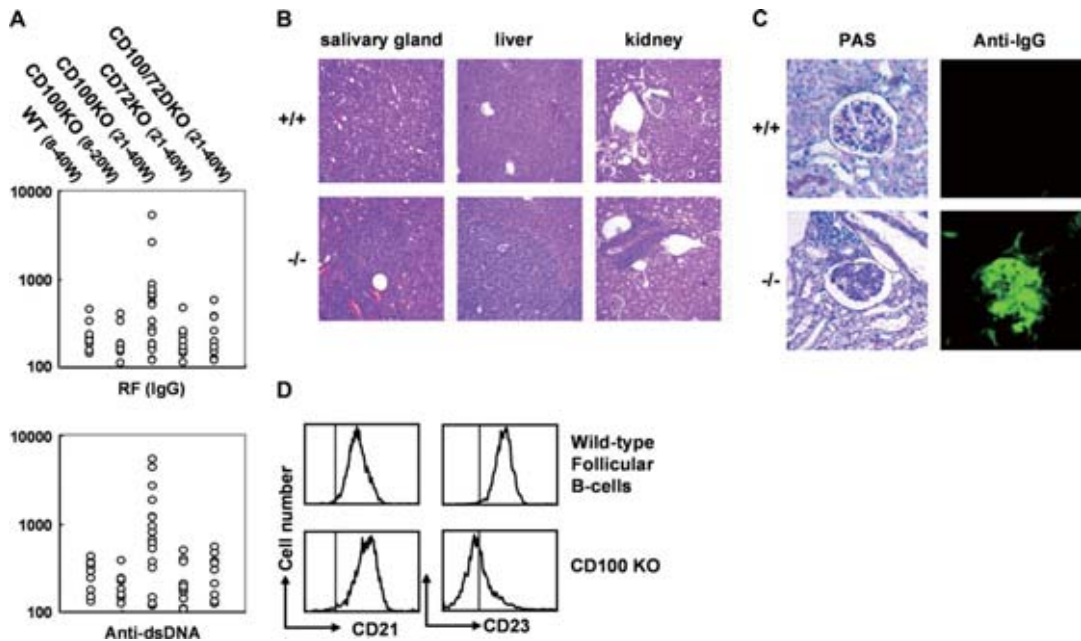 A
WT (8-40W)
CD100KO (8-20W)
CD100KO (21-40W)
CD72KO (21-40W)
CD100/72DKO (21-40W)
10000
1000
100
RF (IgG)
10000
1000
100
Anti-dsDNA
B
salivary gland liver kidney
+/+
-/-
C
PAS Anti-IgG
+/+
-/-
D
Cell number
Wild-type
Follicular
B-cells
CD100 KO
CD21 CD23